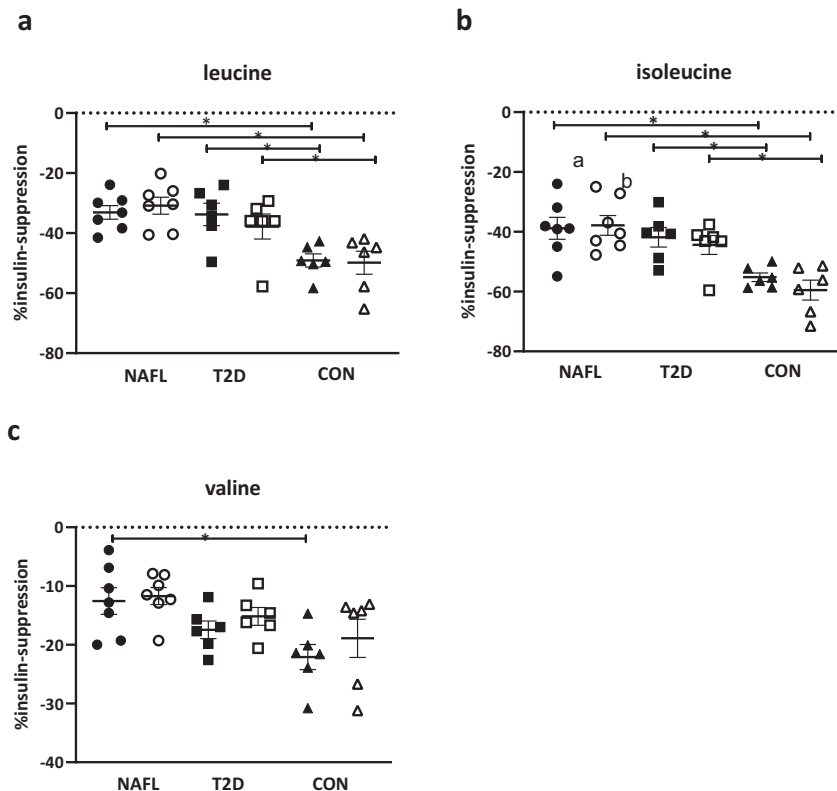 a
leucine
0
-20
-40
-60
-80
%insulin-suppression
*
*
*
*
NAFL
T2D
CON
b
isoleucine
0
-20
-40
-60
-80
%insulin-suppression
*
*
*
*
a
b
NAFL
T2D
CON
c
valine
0
-10
-20
-30
-40
%insulin-suppression
*
NAFL
T2D
CON